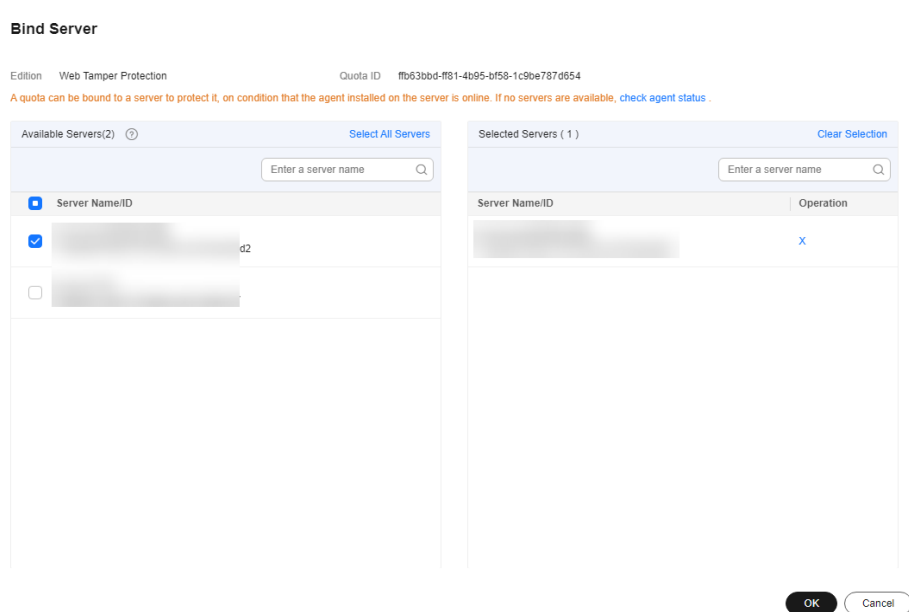 Bind Server
Edition Web Tamper Protection Quota ID ffb63bbd-ff81-4b95-bf58-1c9be787d654
A quota can be bound to a server to protect it, on condition that the agent installed on the server is online. If no servers are available, check agent status .
Available Servers(2) ? Select All Servers
Enter a server name
Server Name/ID
d2
Selected Servers ( 1 ) Clear Selection
Enter a server name
Server Name/ID Operation
X
OK Cancel